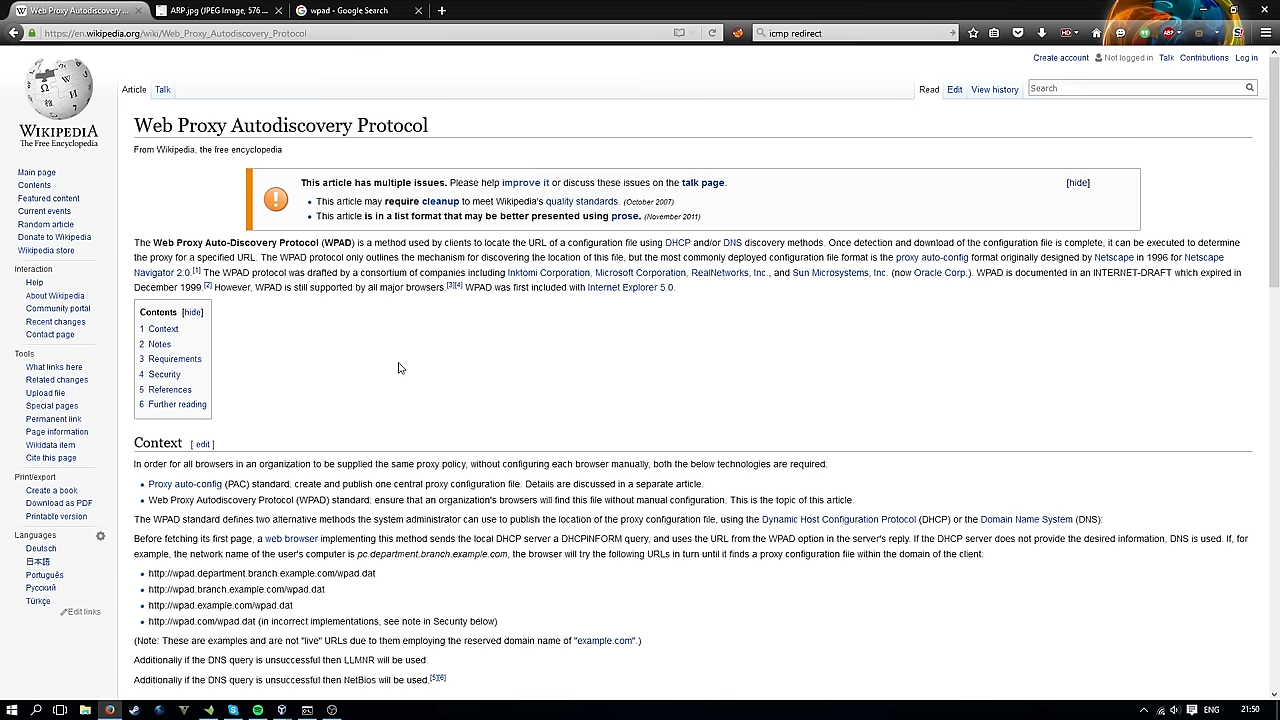 Web Proxy Autodiscovery ...
ARP.jpg (JPEG Image, 576 ...
wpad - Google Search
21:50
https://en.wikipedia.org/wiki/Web_Proxy_Autodiscovery_Protocol
icmp redirect
Create account Not logged in Talk Contributions Log in
Article Talk Read Edit View history Search
WIKIPEDIA
The Free Encyclopedia
Main page
Contents
Featured content
Current events
Random article
Donate to Wikipedia
Wikipedia store
Interaction
Help
About Wikipedia
Community portal
Recent changes
Contact page
Tools
What links here
Related changes
Upload file
Special pages
Permanent link
Page information
Wikidata item
Cite this page
Print/export
Create a book
Download as PDF
Printable version
Languages
Deutsch
日本語
Português
Русский
Türkçe
Edit links
Web Proxy Autodiscovery Protocol
From Wikipedia, the free encyclopedia
This article has multiple issues. Please help improve it or discuss these issues on the talk page. [hide]
• This article may require cleanup to meet Wikipedia's quality standards. (October 2007)
• This article is in a list format that may be better presented using prose. (November 2011)
The Web Proxy Auto-Discovery Protocol (WPAD) is a method used by clients to locate the URL of a configuration file using DHCP and/or DNS discovery methods. Once detection and download of the configuration file is complete, it can be executed to determine
the proxy for a specified URL. The WPAD protocol only outlines the mechanism for discovering the location of this file, but the most commonly deployed configuration file format is the proxy auto-config format originally designed by Netscape in 1996 for Netscape
Navigator 2.0.[1] The WPAD protocol was drafted by a consortium of companies including Inktomi Corporation, Microsoft Corporation, RealNetworks, Inc., and Sun Microsystems, Inc. (now Oracle Corp.). WPAD is documented in an INTERNET-DRAFT which expired in
December 1999.[2] However, WPAD is still supported by all major browsers.[3][4] WPAD was first included with Internet Explorer 5.0.
Contents [hide]
1 Context
2 Notes
3 Requirements
4 Security
5 References
6 Further reading
Context [ edit ]
In order for all browsers in an organization to be supplied the same proxy policy, without configuring each browser manually, both the below technologies are required:
• Proxy auto-config (PAC) standard: create and publish one central proxy configuration file. Details are discussed in a separate article.
• Web Proxy Autodiscovery Protocol (WPAD) standard: ensure that an organization's browsers will find this file without manual configuration. This is the topic of this article.
The WPAD standard defines two alternative methods the system administrator can use to publish the location of the proxy configuration file, using the Dynamic Host Configuration Protocol (DHCP) or the Domain Name System (DNS):
Before fetching its first page, a web browser implementing this method sends the local DHCP server a DHCPINFORM query, and uses the URL from the WPAD option in the server's reply. If the DHCP server does not provide the desired information, DNS is used. If, for
example, the network name of the user's computer is pc.department.branch.example.com, the browser will try the following URLs in turn until it finds a proxy configuration file within the domain of the client:
• http://wpad.department.branch.example.com/wpad.dat
• http://wpad.branch.example.com/wpad.dat
• http://wpad.example.com/wpad.dat
• http://wpad.com/wpad.dat (in incorrect implementations, see note in Security below)
(Note: These are examples and are not "live" URLs due to them employing the reserved domain name of "example.com".)
Additionally if the DNS query is unsuccessful then LLMNR will be used.
Additionally if the DNS query is unsuccessful then NetBios will be used.[5][6]
ENG 21:50